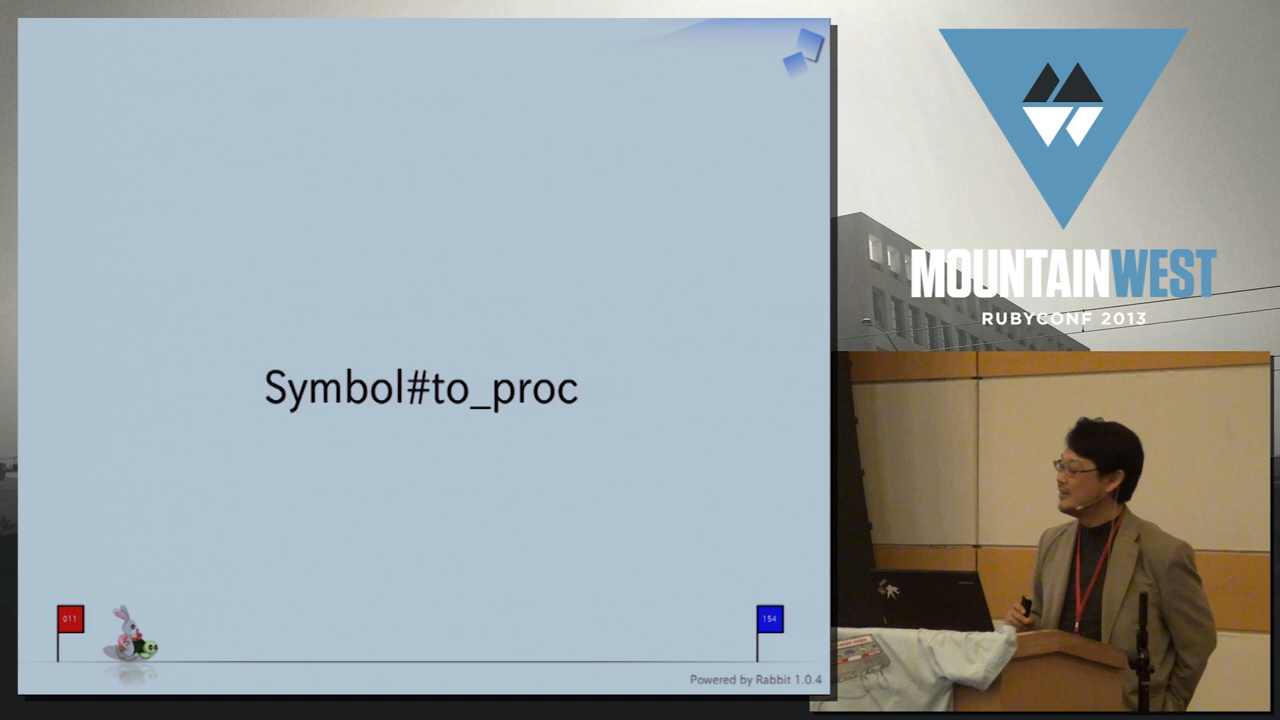 Symbol#to_proc
011
154
Powered by Rabbit 1.0.4
MOUNTAINWEST
RUBYCONF 2013